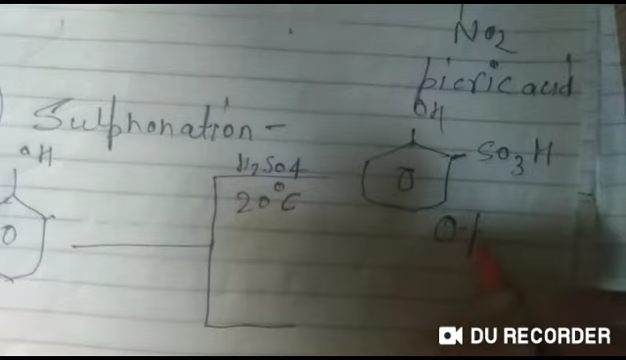 NO2
picric acid
Sulphonation -
OH
OH
SO3H
H2SO4
20°C
O
O
DU RECORDER